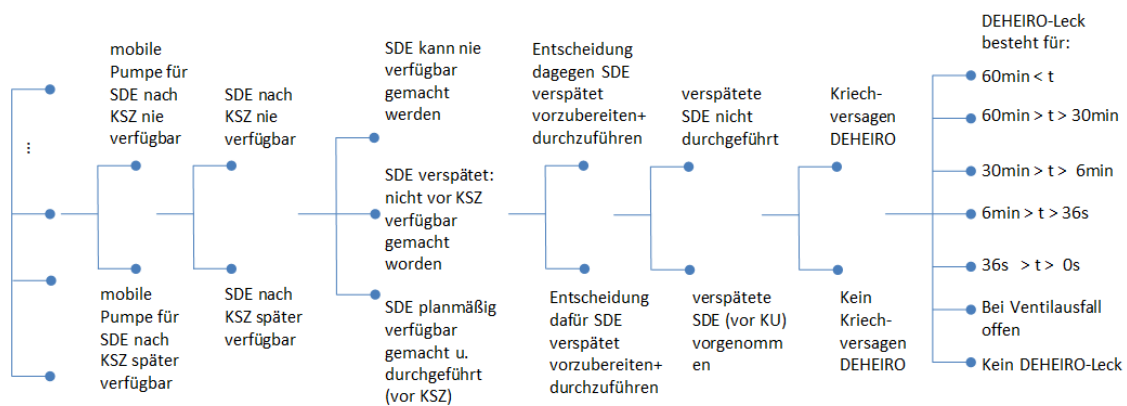 mobile
Pumpe für
SDE nach
KSZ nie
verfügbar
mobile
Pumpe für
SDE nach
KSZ später
verfügbar
SDE nach
KSZ nie
verfügbar
SDE nach
KSZ später
verfügbar
SDE kann nie
verfügbar
gemacht
werden
SDE verspätet:
nicht vor KSZ
verfügbar
gemacht
worden
SDE planmäßig
verfügbar
gemacht u.
durchgeführt
(vor KSZ)
Entscheidung
dagegen SDE
verspätet
vorzubereiten+
durchzuführen
Entscheidung
dafür SDE
verspätet
vorzubereiten+
durchzuführen
verspätete
SDE nicht
durchgeführt
verspätete
SDE (vor KU)
vorgenomm
en
Kriech-
versagen
DEHEIRO
Kein
Kriech-
versagen
DEHEIRO
DEHEIRO-Leck
besteht für:
60min < t
60min > t > 30min
30min > t > 6min
6min > t > 36s
36s > t > 0s
Bei Ventilausfall
offen
Kein DEHEIRO-Leck
...